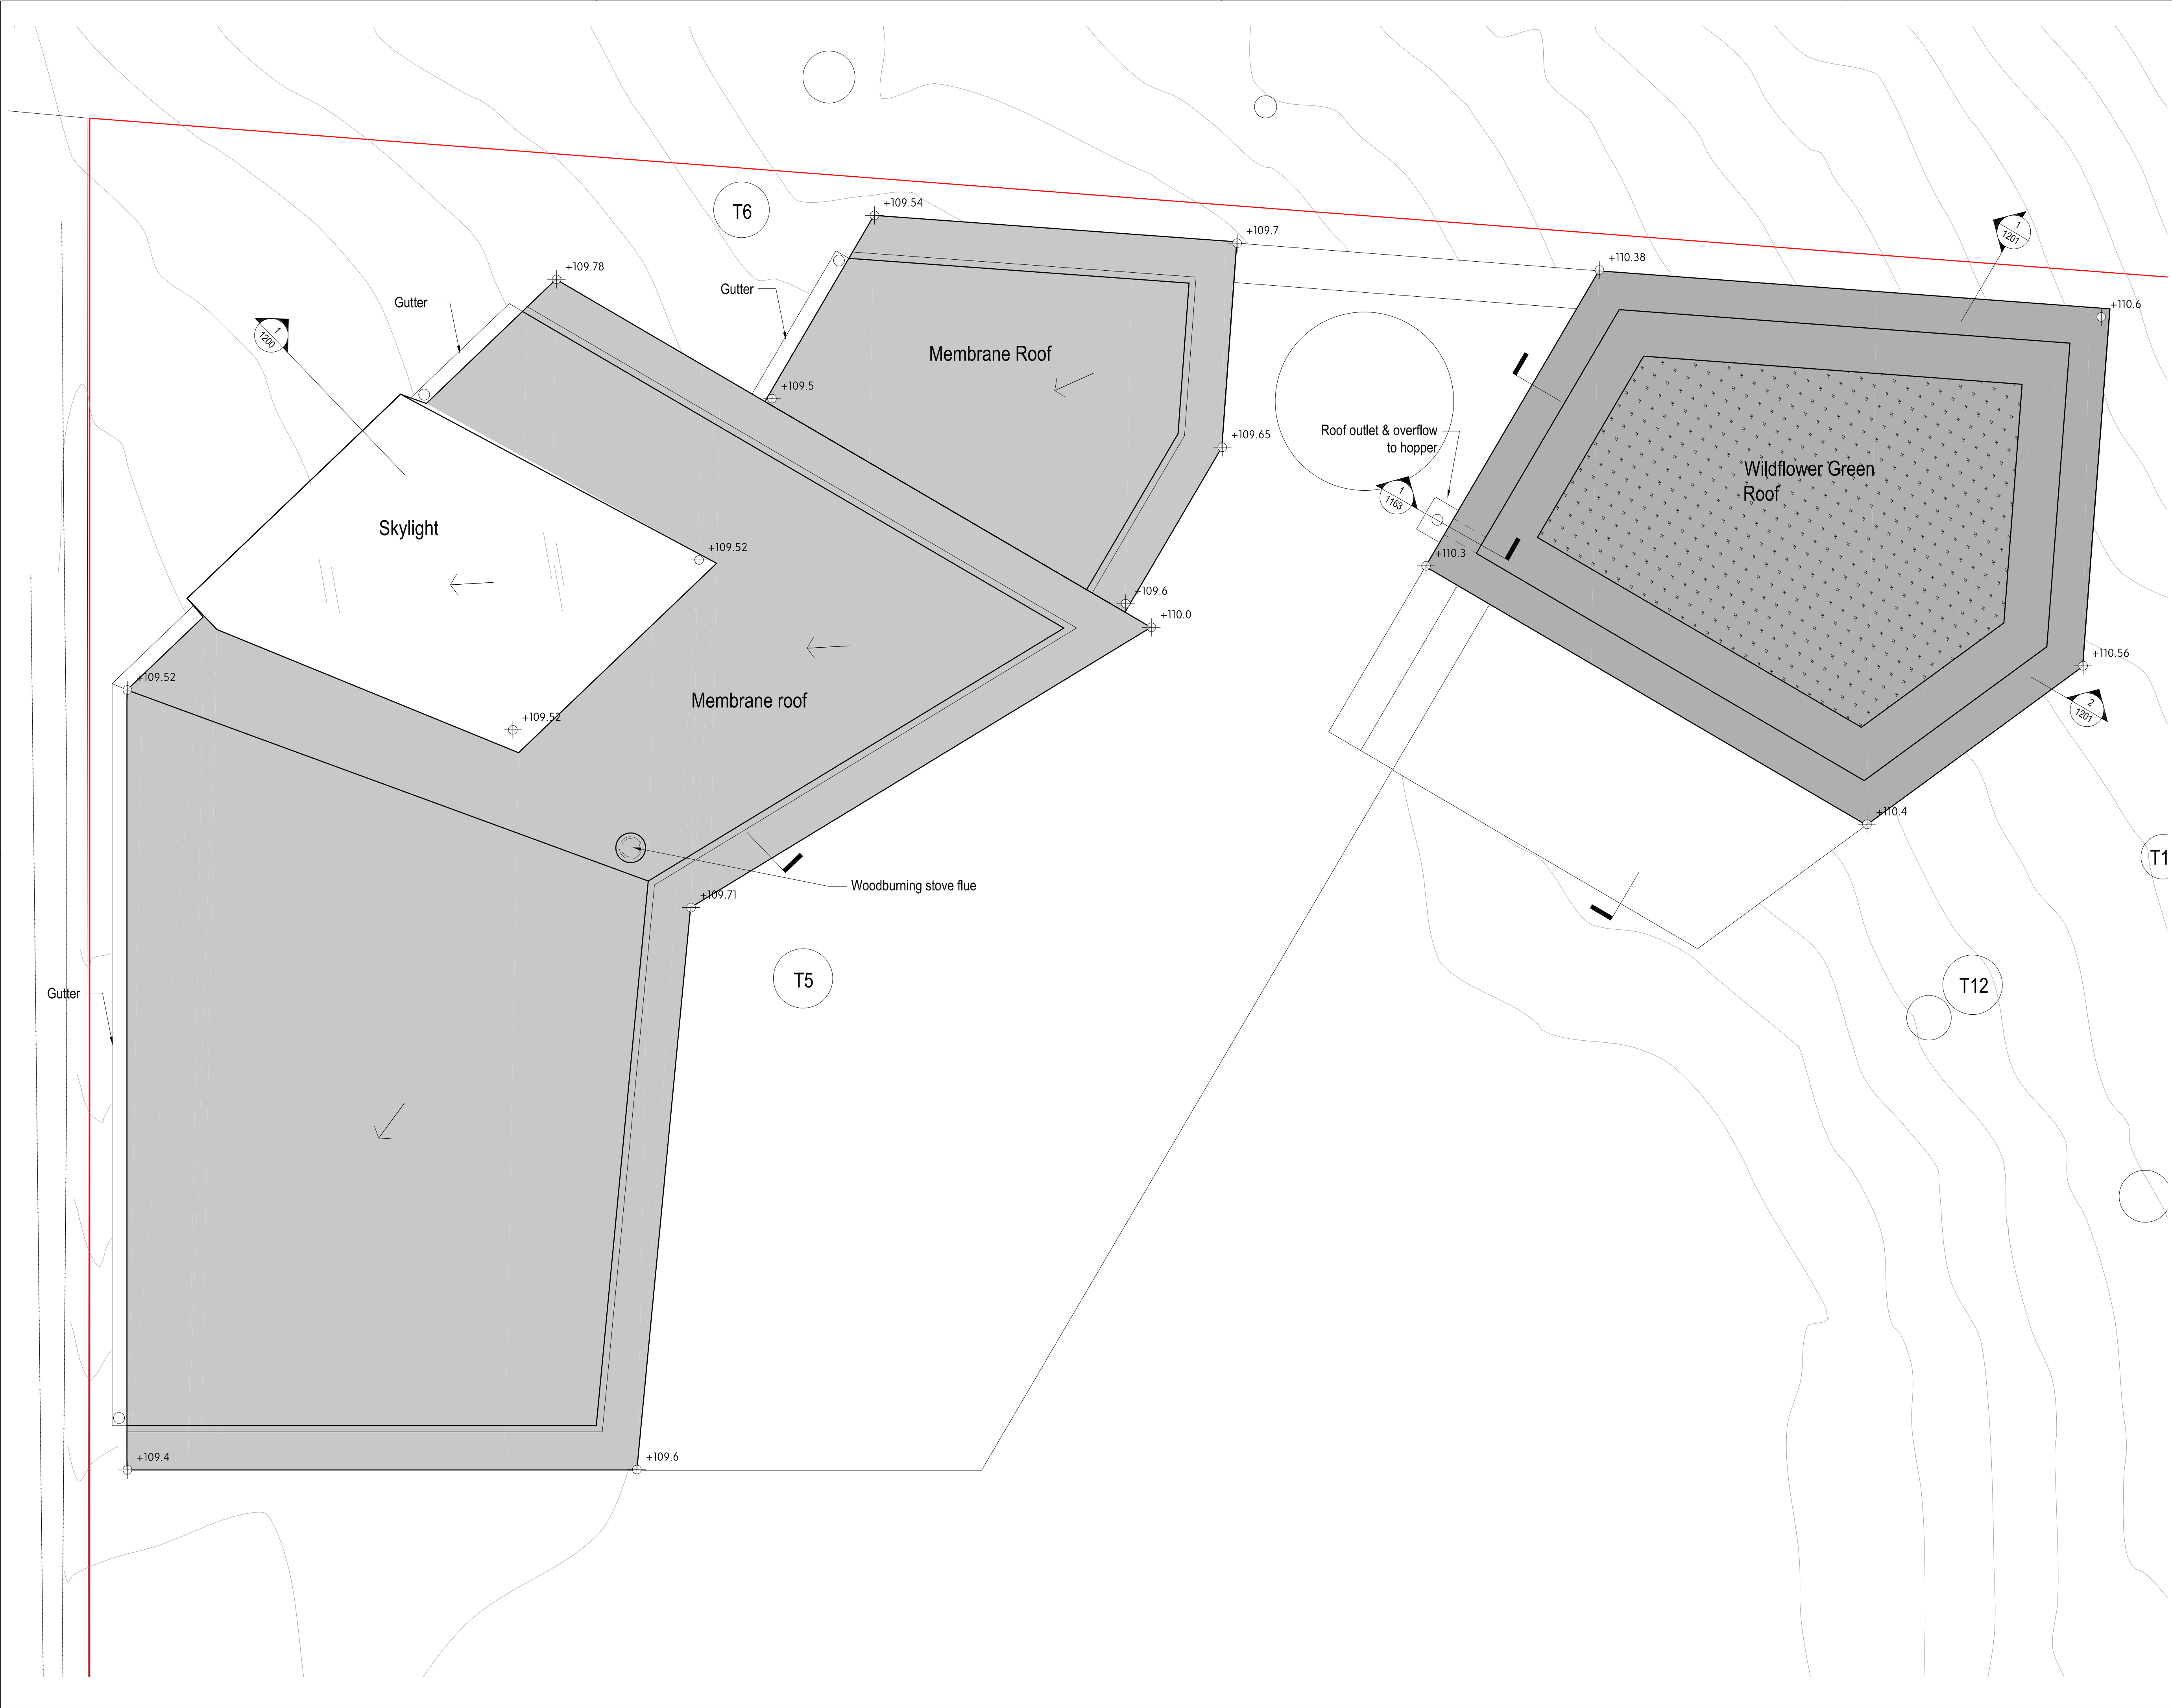 T6
+109.54
+109.7
1
1201
+109.78
+110.38
+110.6
Gutter
Gutter
1
1200
Membrane Roof
+109.5
Roof outlet & overflow
to hopper
+109.65
Wildflower Green
Roof
1
1163
Skylight
+109.52
+110.3
+109.6
+110.0
+110.56
+109.52
Membrane roof
+109.52
2
1201
+110.4
T1
Woodburning stove flue
+109.71
T5
T12
Gutter
+109.4
+109.6